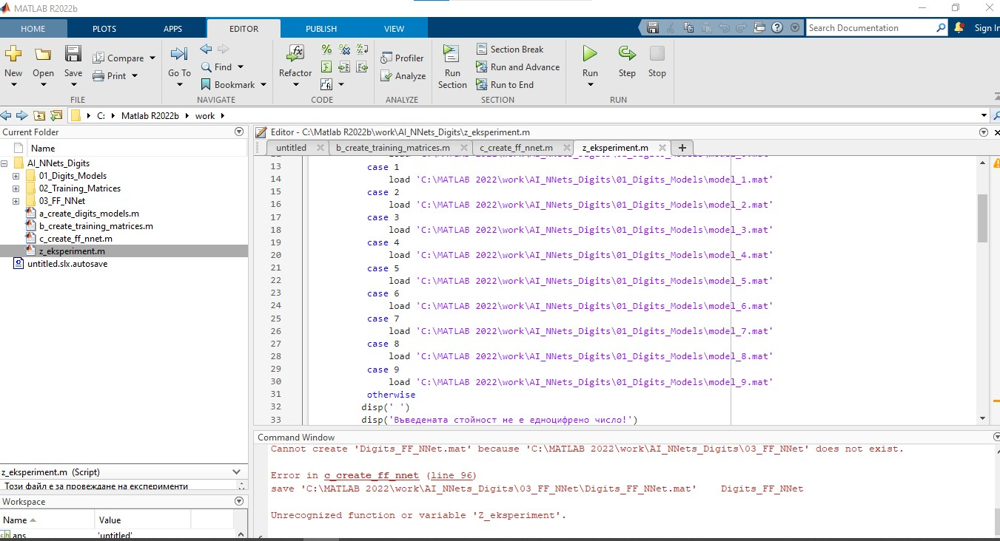 MATLAB R2022b
HOME PLOTS APPS EDITOR PUBLISH VIEW Search Documentation Sign In
New Open Save Compare Print Go To Find Bookmark Refactor Profiler Analyze Run Section Section Break Run and Advance Run to End Run Step Stop
FILE NAVIGATE CODE ANALYZE SECTION RUN
C: Matlab R2022b work
Current Folder
Name
AI_NNets_Digits
01_Digits_Models
02_Training_Matrices
03_FF_NNet
a_create_digits_models.m
b_create_training_matrices.m
c_create_ff_nnet.m
z_eksperiment.m
untitled.slx.autosave
z_eksperiment.m (Script)
Този файл е за провеждане на експерименти
Workspace
Name Value
ans 'untitled'
Editor - C:\Matlab R2022b\work\AI_NNets_Digits\z_eksperiment.m
untitled b_create_training_matrices.m c_create_ff_nnet.m z_eksperiment.m
13 case 1
14 load 'C:\MATLAB 2022\work\AI_NNets_Digits\01_Digits_Models\model_1.mat'
15 case 2
16 load 'C:\MATLAB 2022\work\AI_NNets_Digits\01_Digits_Models\model_2.mat'
17 case 3
18 load 'C:\MATLAB 2022\work\AI_NNets_Digits\01_Digits_Models\model_3.mat'
19 case 4
20 load 'C:\MATLAB 2022\work\AI_NNets_Digits\01_Digits_Models\model_4.mat'
21 case 5
22 load 'C:\MATLAB 2022\work\AI_NNets_Digits\01_Digits_Models\model_5.mat'
23 case 6
24 load 'C:\MATLAB 2022\work\AI_NNets_Digits\01_Digits_Models\model_6.mat'
25 case 7
26 load 'C:\MATLAB 2022\work\AI_NNets_Digits\01_Digits_Models\model_7.mat'
27 case 8
28 load 'C:\MATLAB 2022\work\AI_NNets_Digits\01_Digits_Models\model_8.mat'
29 case 9
30 load 'C:\MATLAB 2022\work\AI_NNets_Digits\01_Digits_Models\model_9.mat'
31 otherwise
32 disp(' ')
33 disp('Въведената стойност не е едноцифрено число!')
Command Window
Cannot create 'Digits_FF_NNet.mat' because 'C:\MATLAB 2022\work\AI_NNets_Digits\03_FF_NNet' does not exist.
Error in c_create_ff_nnet (line 96)
save 'C:\MATLAB 2022\work\AI_NNets_Digits\03_FF_NNet\Digits_FF_NNet.mat' Digits_FF_NNet
Unrecognized function or variable 'Z_eksperiment'.